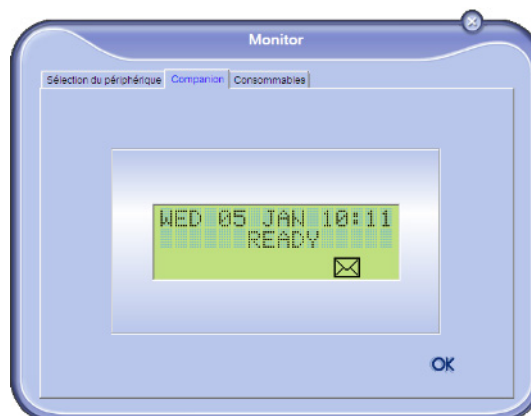 Monitor
Sélection du périphérique Companion Consommables
WED 05 JAN 10:11
READY
OK